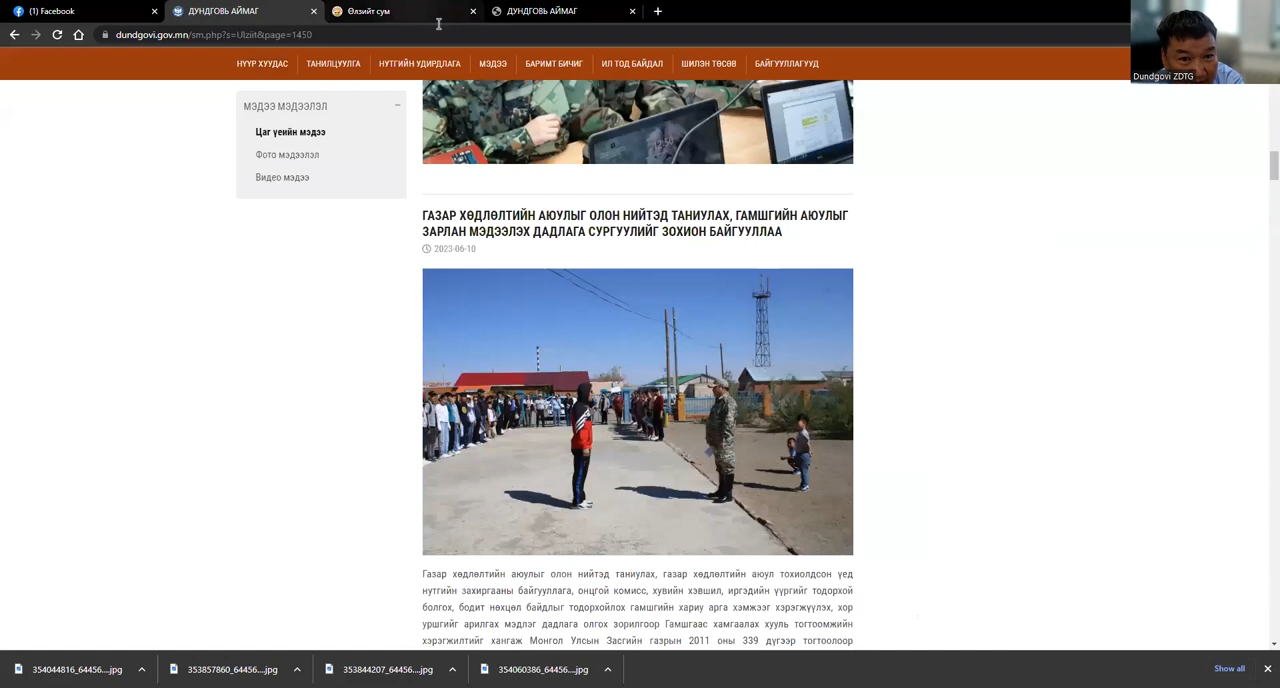 (1) Facebook
ДУНДГОВЬ АЙМАГ
Өлзийт сум
ДУНДГОВЬ АЙМАГ
dundgovi.gov.mn/sm.php?s=Ulziit&page=1450
Dundgovi ZDTG
НҮҮР ХУУДАС
ТАНИЛЦУУЛГА
НУТГИЙН УДИРДЛАГА
МЭДЭЭ
БАРИМТ БИЧИГ
ИЛ ТОД БАЙДАЛ
ШИЛЭН ТӨСӨВ
БАЙГУУЛЛАГУУД
МЭДЭЭ МЭДЭЭЛЭЛ
Цаг үеийн мэдээ
Фото мэдээлэл
Видео мэдээ
ГАЗАР ХӨДЛӨЛТИЙН АЮУЛЫГ ОЛОН НИЙТЭД ТАНИУЛАХ, ГАМШГИЙН АЮУЛЫГ
ЗАРЛАН МЭДЭЭЛЭХ ДАДЛАГА СУРГУУЛИЙГ ЗОХИОН БАЙГУУЛЛАА
2023-06-10
Газар хөдлөлтийн аюулыг олон нийтэд таниулах, газар хөдлөлтийн аюул тохиолдсон үед
нутгийн захиргааны байгууллага, онцгой комисс, хувийн хэвшил, иргэдийн үүргийг тодорхой
болгох, бодит нөхцөл байдлыг тодорхойлох гамшгийн хариу арга хэмжээг хэрэгжүүлэх, хор
уршгийг арилгах мэдлэг дадлага олгох зорилгоор Гамшгаас хамгаалах хууль тогтоомжийн
хэрэгжилтийг хангаж Монгол Улсын Засгийн газрын 2011 оны 339 дүгээр тогтоолоор
354044816_64456....jpg
353857860_64456....jpg
353844207_64456....jpg
354060386_64456....jpg
Show all